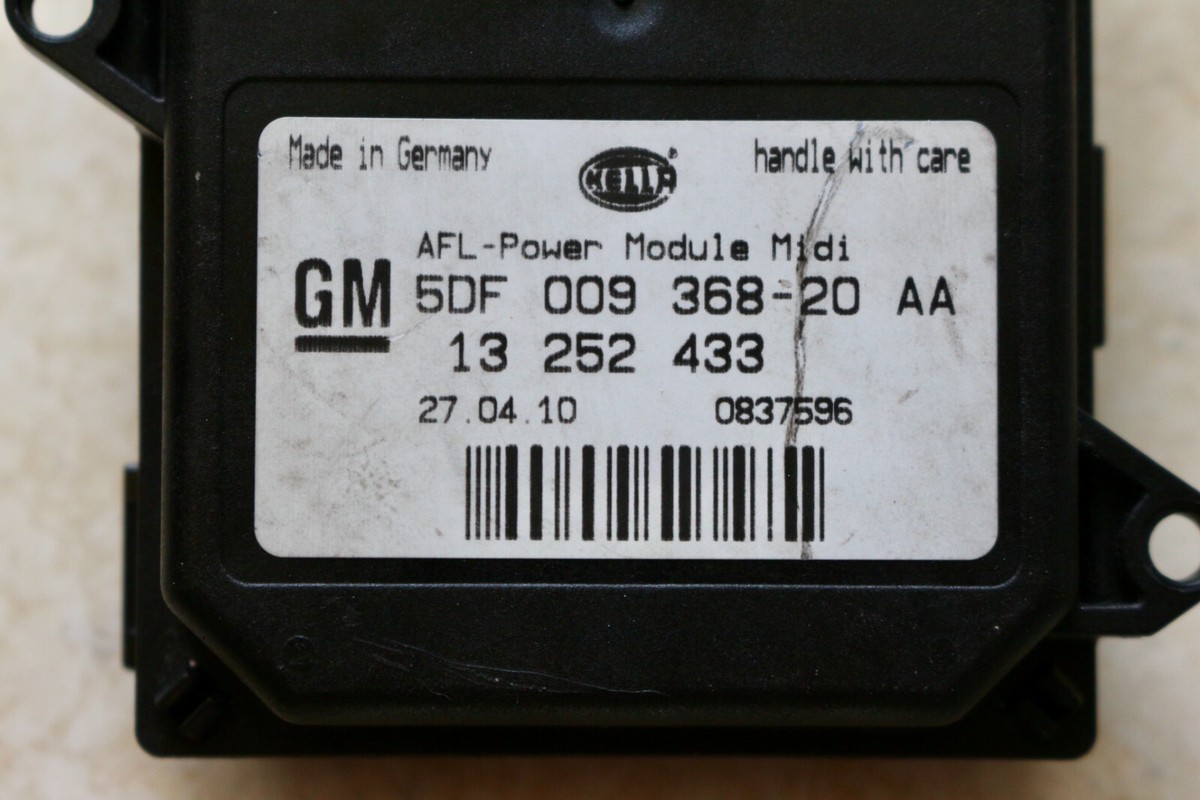 Made in Germany HELLA® handle with care
AFL-Power Module Midi
GM 5DF 009 368-20 AA
13 252 433
27.04.10 0837596